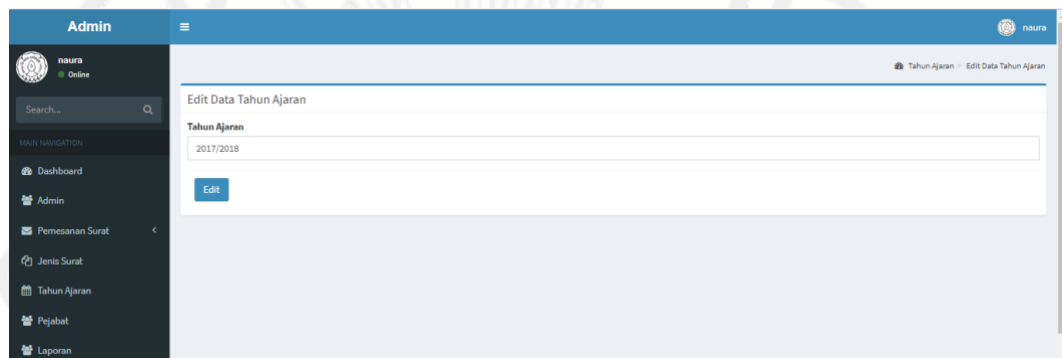 Admin
naura
naura
Online
Tahun Ajaran > Edit Data Tahun Ajaran
Search...
Edit Data Tahun Ajaran
Tahun Ajaran
2017/2018
MAIN NAVIGATION
Dashboard
Edit
Admin
Pemesanan Surat
Jenis Surat
Tahun Ajaran
Pejabat
Laporan